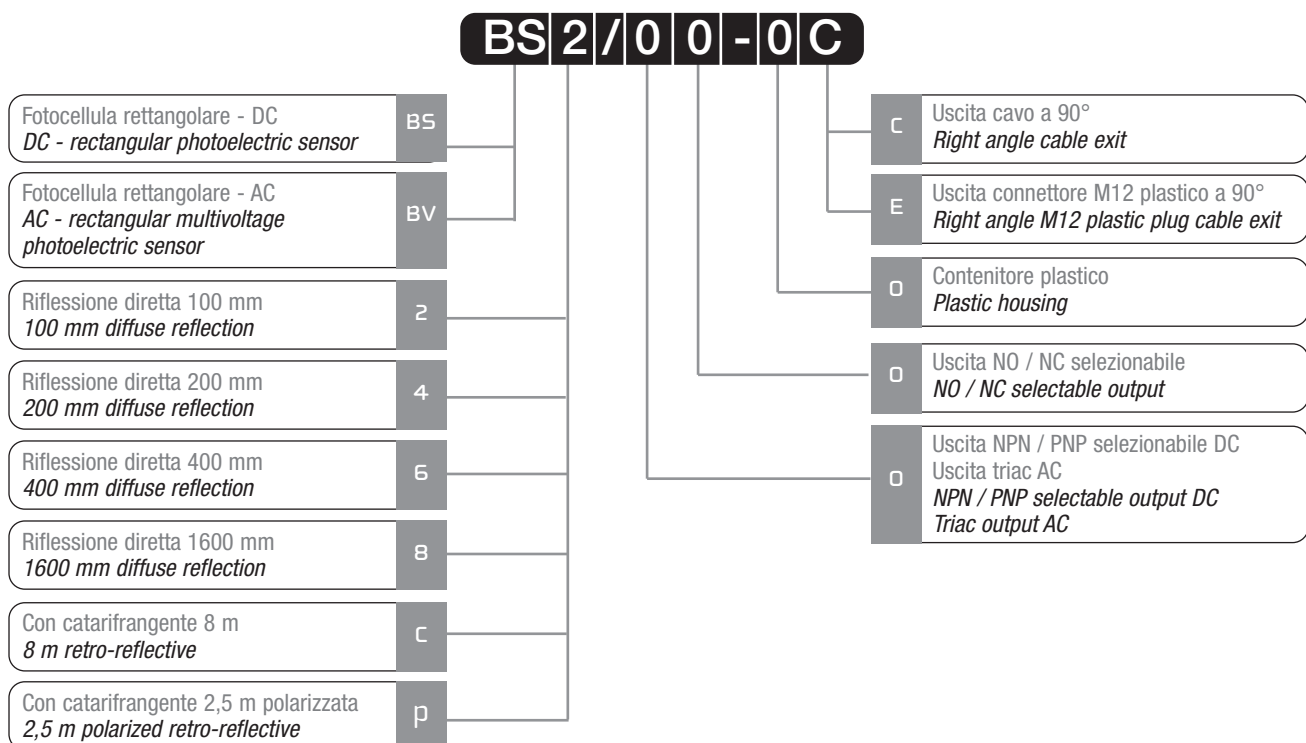 BS2/00-0C
Fotocellula rettangolare - DC
DC - rectangular photoelectric sensor
BS
Fotocellula rettangolare - AC
AC - rectangular multivoltage
photoelectric sensor
BV
Riflessione diretta 100 mm
100 mm diffuse reflection
2
Riflessione diretta 200 mm
200 mm diffuse reflection
4
Riflessione diretta 400 mm
400 mm diffuse reflection
6
Riflessione diretta 1600 mm
1600 mm diffuse reflection
8
Con catarifrangente 8 m
8 m retro-reflective
C
Con catarifrangente 2,5 m polarizzata
2,5 m polarized retro-reflective
p
C
Uscita cavo a 90°
Right angle cable exit
E
Uscita connettore M12 plastico a 90°
Right angle M12 plastic plug cable exit
0
Contenitore plastico
Plastic housing
0
Uscita NO / NC selezionabile
NO / NC selectable output
0
Uscita NPN / PNP selezionabile DC
Uscita triac AC
NPN / PNP selectable output DC
Triac output AC